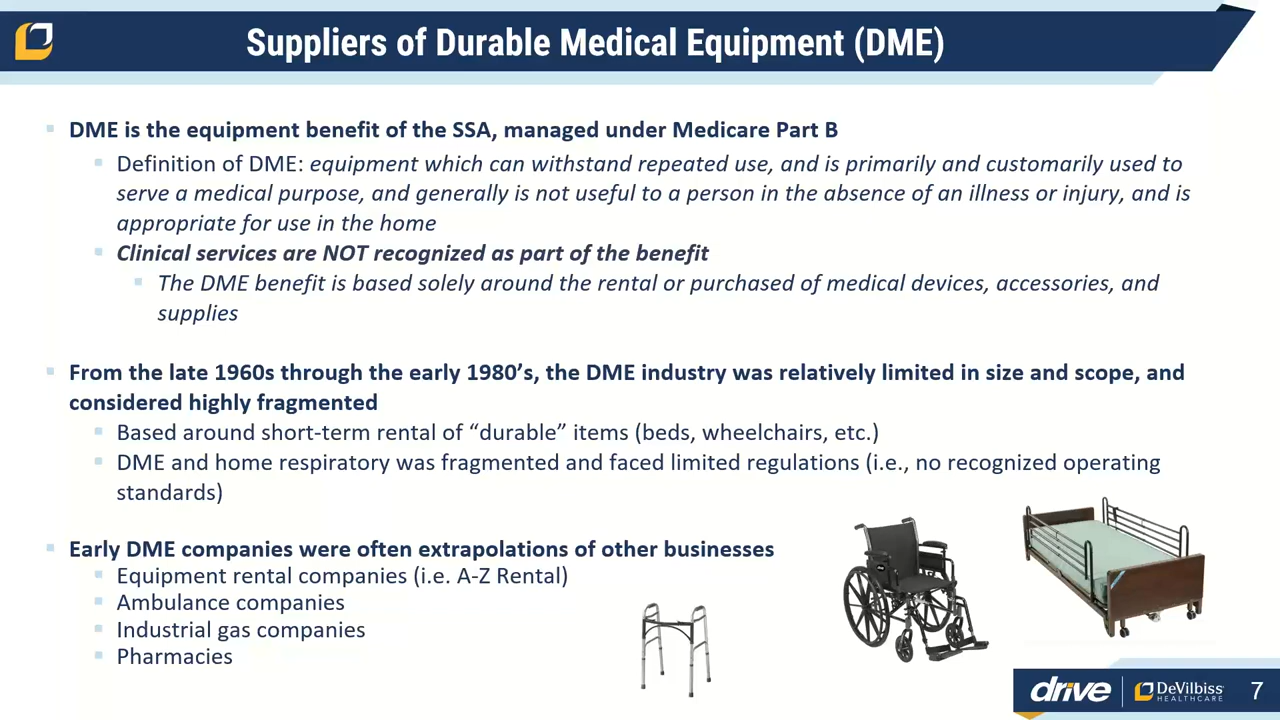 Suppliers of Durable Medical Equipment (DME)
DME is the equipment benefit of the SSA, managed under Medicare Part B
Definition of DME: equipment which can withstand repeated use, and is primarily and customarily used to
serve a medical purpose, and generally is not useful to a person in the absence of an illness or injury, and is
appropriate for use in the home
Clinical services are NOT recognized as part of the benefit
The DME benefit is based solely around the rental or purchased of medical devices, accessories, and
supplies
From the late 1960s through the early 1980’s, the DME industry was relatively limited in size and scope, and
considered highly fragmented
Based around short-term rental of “durable” items (beds, wheelchairs, etc.)
DME and home respiratory was fragmented and faced limited regulations (i.e., no recognized operating
standards)
Early DME companies were often extrapolations of other businesses
Equipment rental companies (i.e. A-Z Rental)
Ambulance companies
Industrial gas companies
Pharmacies
drive
DeVilbiss
HEALTHCARE
7